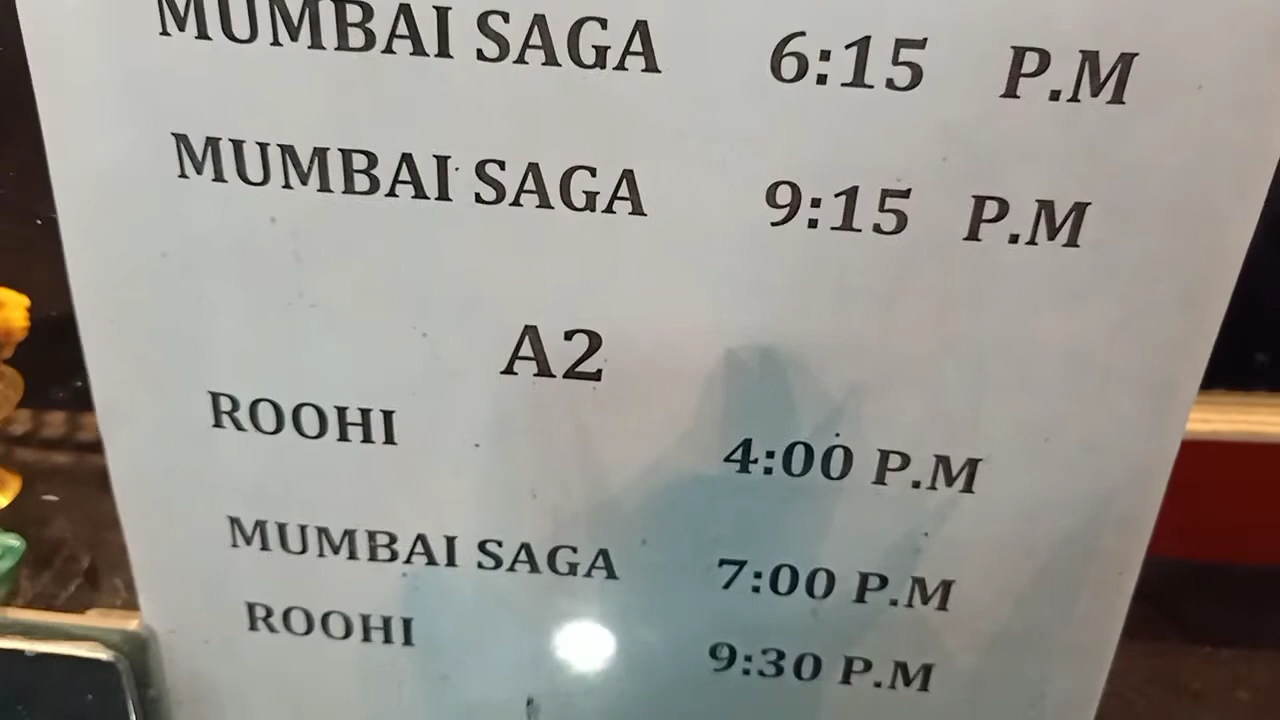 MUMBAI SAGA 6:15 P.M
MUMBAI SAGA 9:15 P.M
A2
ROOHI 4:00 P.M
MUMBAI SAGA 7:00 P.M
ROOHI 9:30 P.M